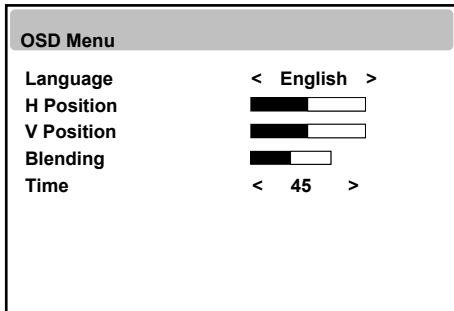 OSD Menu
Language < English >
H Position
V Position
Blending
Time < 45 >